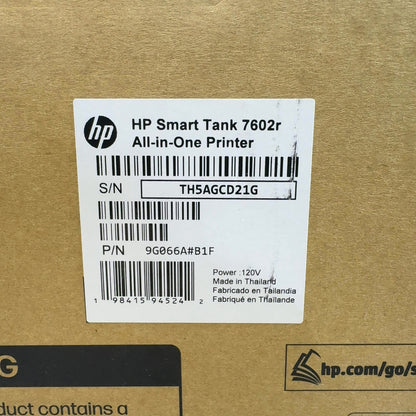 hp
HP Smart Tank 7602r
All-in-One Printer
S/N TH5AGCD21G
P/N 9G066A#B1F
1 98415 94524 2
Power :120V
Made in Thailand
Fabricado en Tailandia
Fabriqué en Thaïlande
G
hp.com/go/s
duct contains a